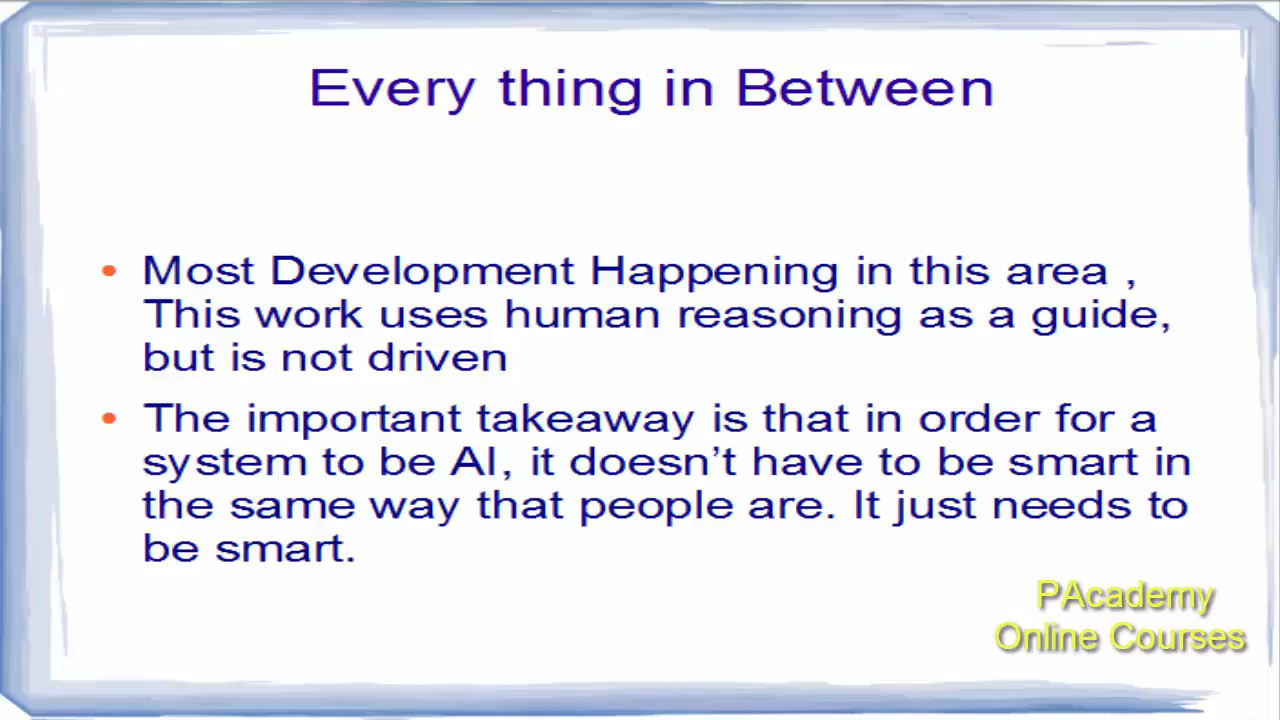 Every thing in Between
• Most Development Happening in this area ,
This work uses human reasoning as a guide,
but is not driven
• The important takeaway is that in order for a
system to be AI, it doesn’t have to be smart in
the same way that people are. It just needs to
be smart.
PAcademy
Online Courses